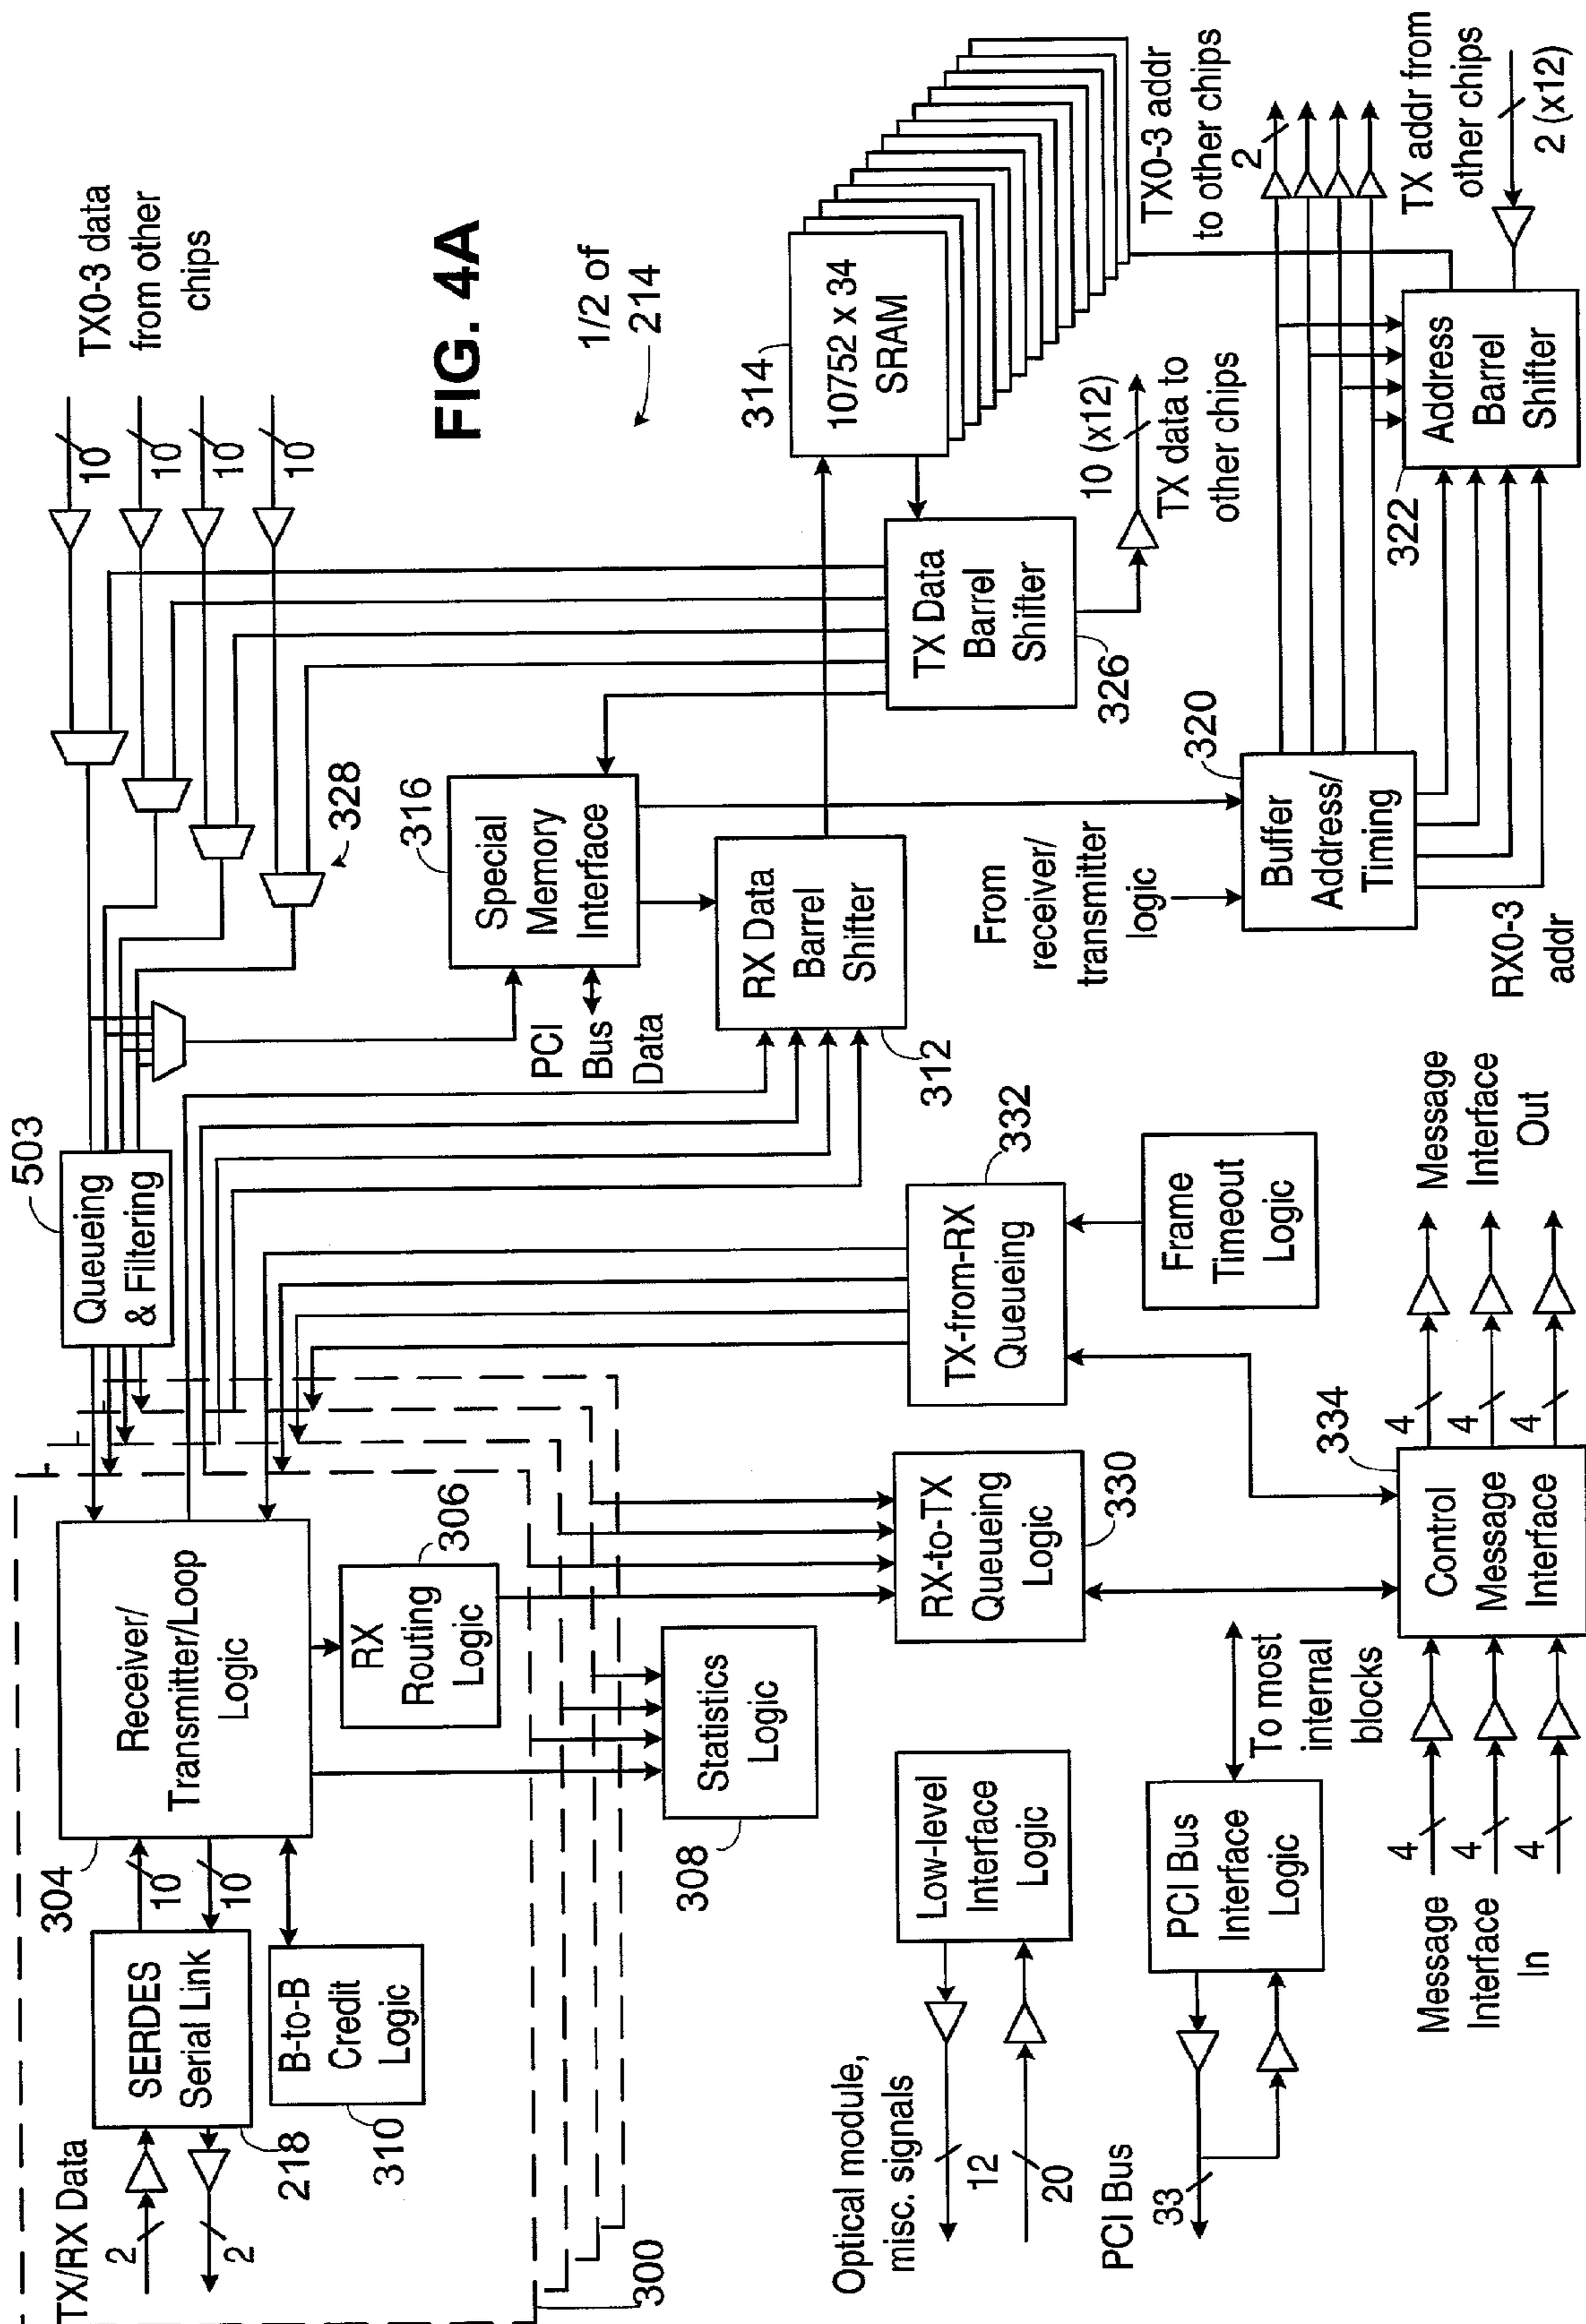 FIG. 4A
1/2 of
214
TX/RX Data
2
2
218
SERDES
Serial Link
304
10
10
Receiver/
Transmitter/Loop
Logic
B-to-B
Credit
Logic
310
RX
Routing
Logic
306
300
Statistics
Logic
308
503
Queueing
& Filtering
TX0-3 data
from other
chips
10
10
10
10
328
316
Special
Memory
Interface
PCI
Bus
Data
RX Data
Barrel
Shifter
312
314
10752 x 34
SRAM
TX Data
Barrel
Shifter
326
10 (x12)
TX data to
other chips
TX0-3 addr
to other chips
2
TX addr from
other chips
2 (x12)
From
receiver/
transmitter
logic
320
Buffer
Address/
Timing
RX0-3
addr
322
Address
Barrel
Shifter
TX-from-RX
Queueing
332
Frame
Timeout
Logic
RX-to-TX
Queueing
Logic
330
334
Control
Message
Interface
4
4
4
Message
Interface
Out
4
4
4
Message
Interface
In
Optical module,
misc. signals
12
20
Low-level
Interface
Logic
PCI Bus
33
PCI Bus
Interface
Logic
To most
internal
blocks